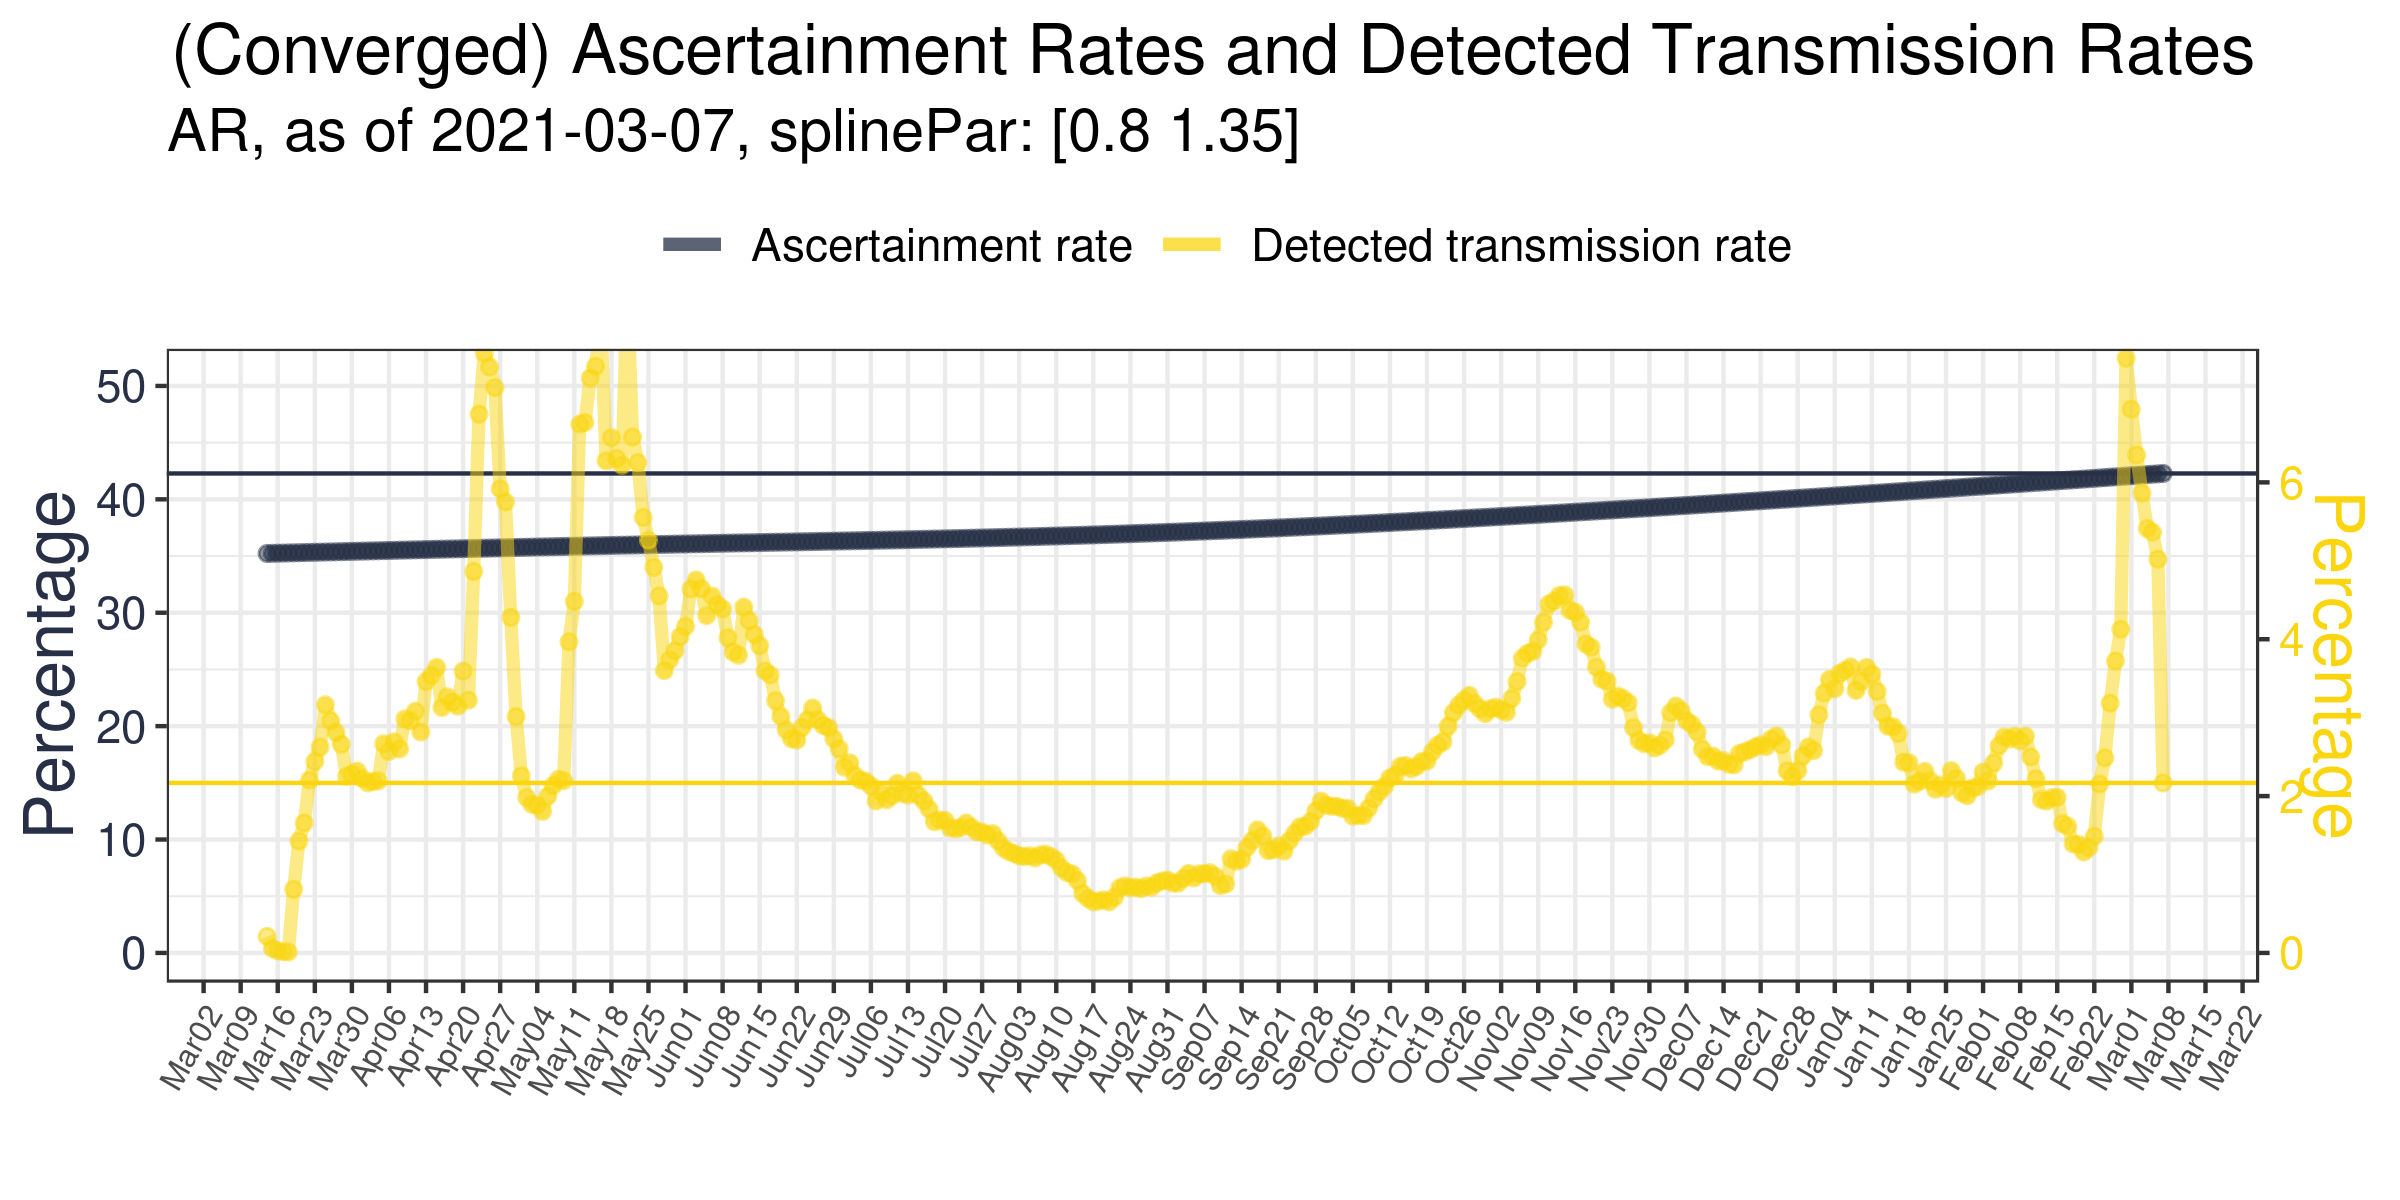 (Converged) Ascertainment Rates and Detected Transmission Rates
AR, as of 2021-03-07, splinePar: [0.8 1.35]
Ascertainment rate
Detected transmission rate
Percentage
50
40
30
20
10
0
6
4
2
0
Percentage
Mar02
Mar09
Mar16
Mar23
Mar30
Apr06
Apr13
Apr20
Apr27
May04
May11
May18
May25
Jun01
Jun08
Jun15
Jun22
Jun29
Jul06
Jul13
Jul20
Jul27
Aug03
Aug10
Aug17
Aug24
Aug31
Sep07
Sep14
Sep21
Sep28
Oct05
Oct12
Oct19
Oct26
Nov02
Nov09
Nov16
Nov23
Nov30
Dec07
Dec14
Dec21
Dec28
Jan04
Jan11
Jan18
Jan25
Feb01
Feb08
Feb15
Feb22
Mar01
Mar08
Mar15
Mar22